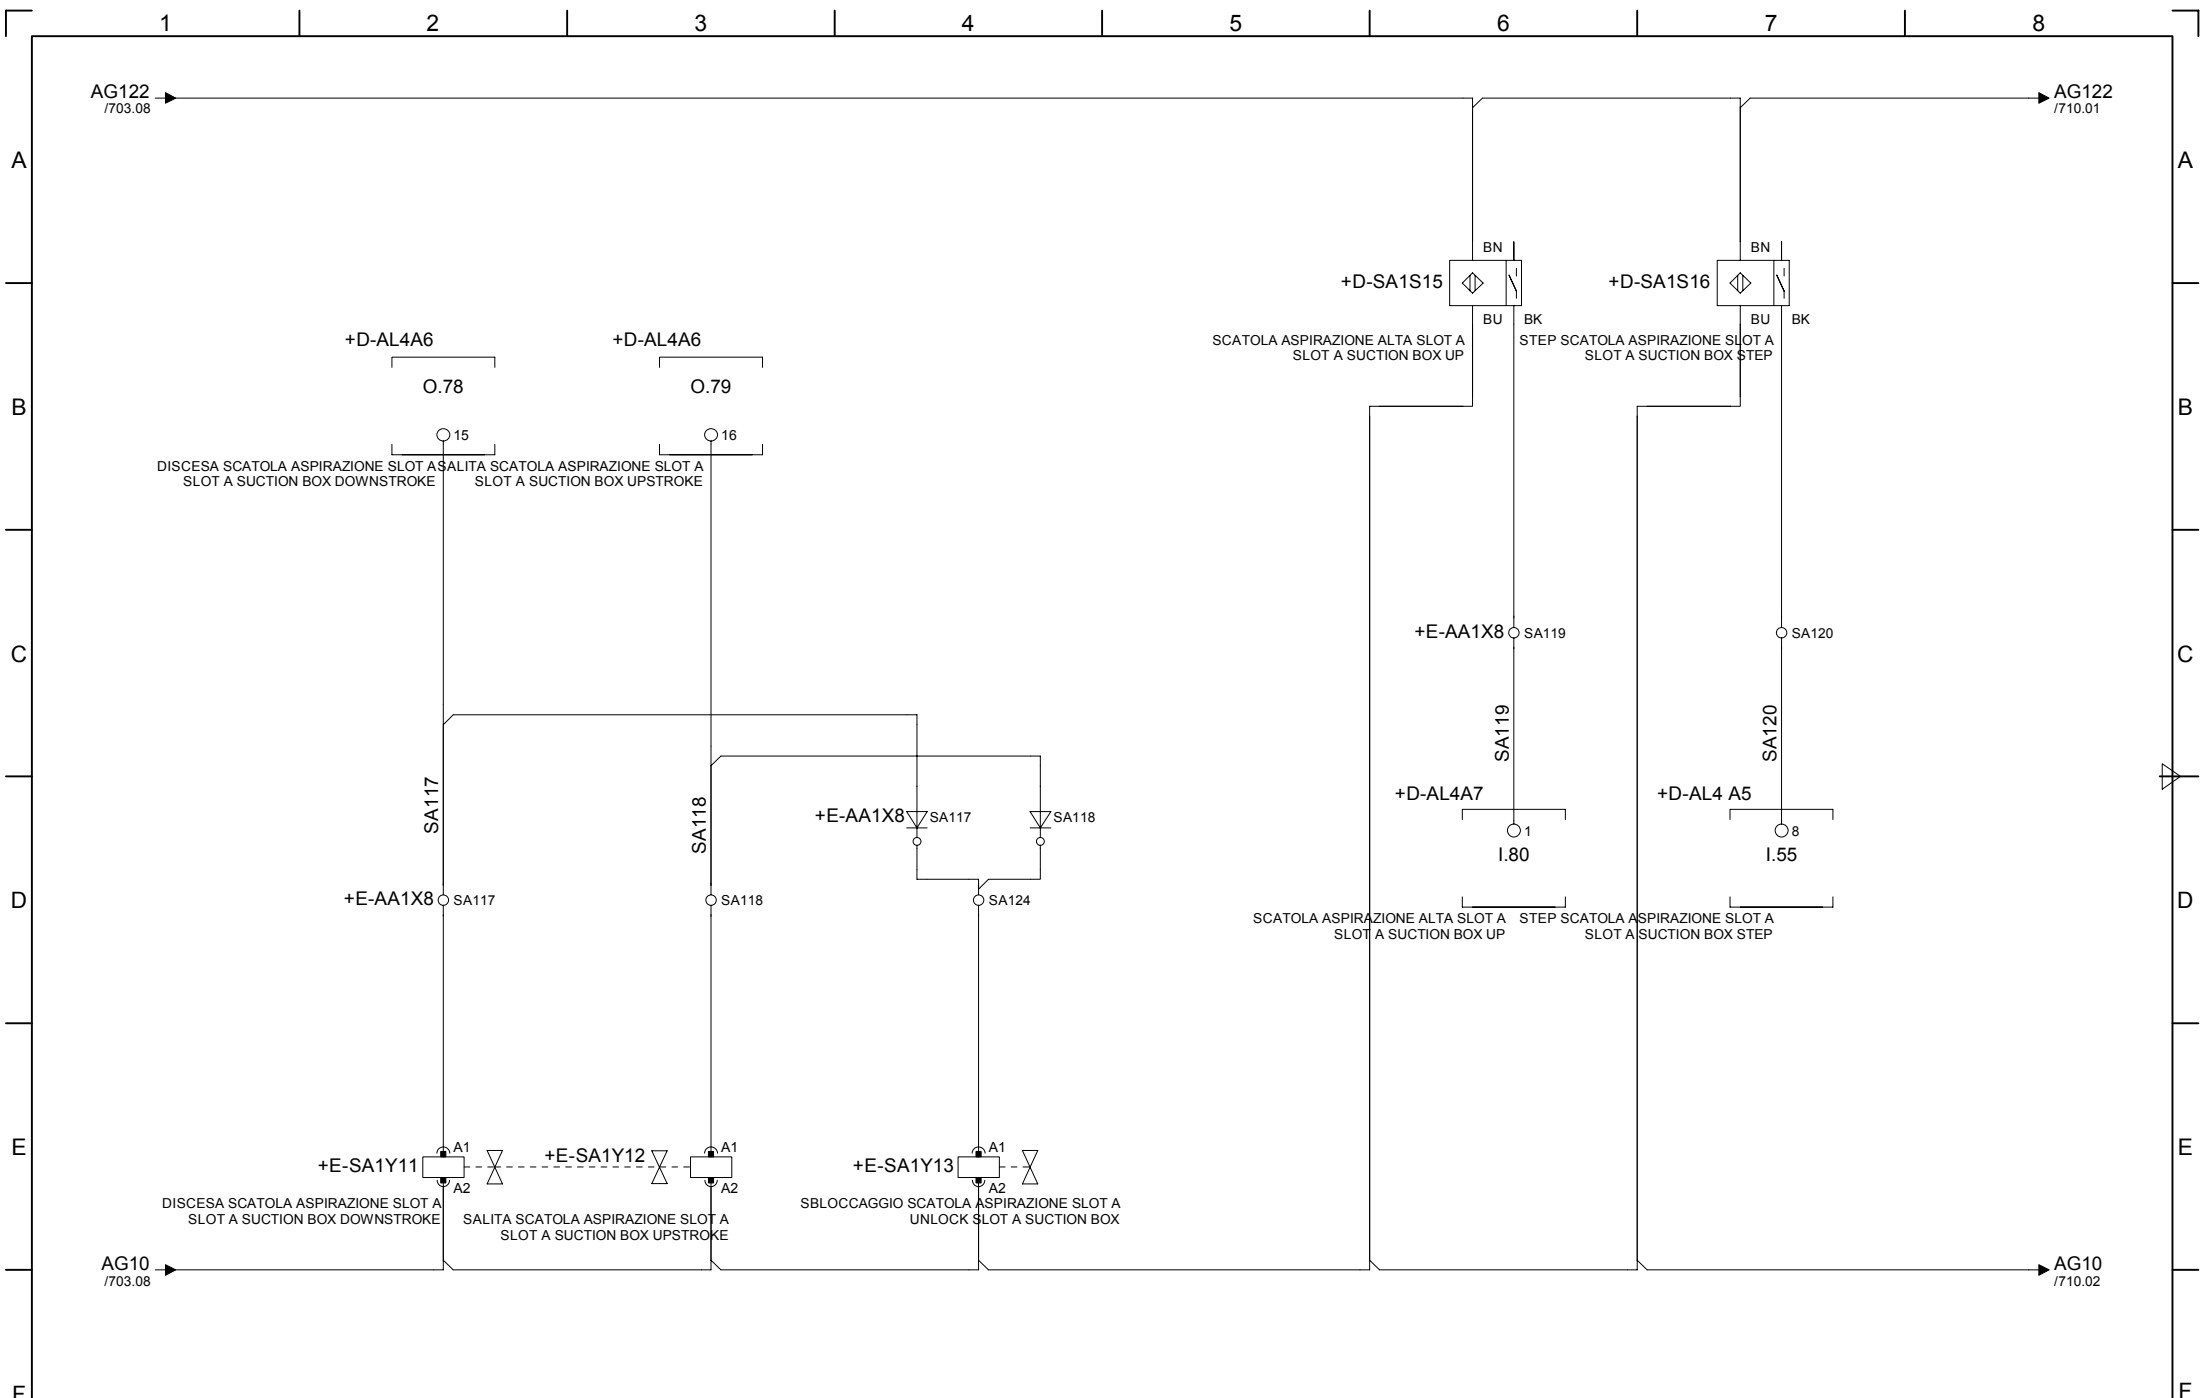 1 2 3 4 5 6 7 8
AG122
/703.08
AG122
/710.01
A
A
+D-SA1S15
BN
BU
BK
SCATOLA ASPIRAZIONE ALTA SLOT A
SLOT A SUCTION BOX UP
+D-SA1S16
BN
BU
BK
STEP SCATOLA ASPIRAZIONE SLOT A
SLOT A SUCTION BOX STEP
+D-AL4A6
O.78
15
DISCESA SCATOLA ASPIRAZIONE SLOT A
SLOT A SUCTION BOX DOWNSTROKE
+D-AL4A6
O.79
16
SALITA SCATOLA ASPIRAZIONE SLOT A
SLOT A SUCTION BOX UPSTROKE
B
B
+E-AA1X8
SA119
SA120
C
C
SA119
SA120
SA117
SA118
+E-AA1X8
SA117
SA118
+D-AL4A7
1
I.80
SCATOLA ASPIRAZIONE ALTA SLOT A
SLOT A SUCTION BOX UP
+D-AL4 A5
8
I.55
STEP SCATOLA ASPIRAZIONE SLOT A
SLOT A SUCTION BOX STEP
D
D
+E-AA1X8
SA117
SA118
SA124
E
E
+E-SA1Y11
A1
A2
DISCESA SCATOLA ASPIRAZIONE SLOT A
SLOT A SUCTION BOX DOWNSTROKE
+E-SA1Y12
A1
A2
SALITA SCATOLA ASPIRAZIONE SLOT A
SLOT A SUCTION BOX UPSTROKE
+E-SA1Y13
A1
A2
SBLOCCAGGIO SCATOLA ASPIRAZIONE SLOT A
UNLOCK SLOT A SUCTION BOX
AG10
/703.08
AG10
/710.02
F
F